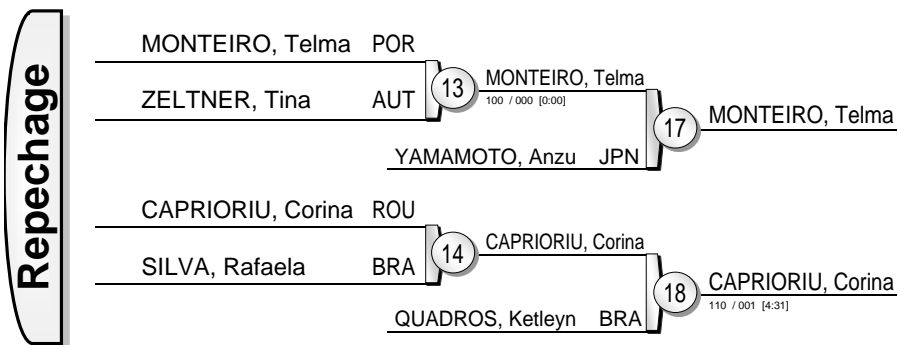 Repechage
MONTEIRO, Telma POR
ZELTNER, Tina AUT
13
MONTEIRO, Telma
100 / 000 [0:00]
YAMAMOTO, Anzu JPN
17
MONTEIRO, Telma
CAPRIORIU, Corina ROU
SILVA, Rafaela BRA
14
CAPRIORIU, Corina
QUADROS, Ketleyn BRA
18
CAPRIORIU, Corina
110 / 001 [4:31]